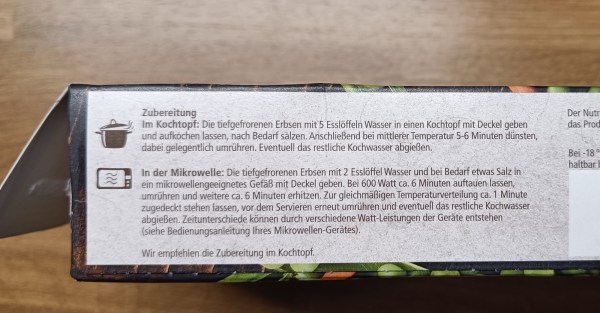 Zubereitung
Im Kochtopf: Die tiefgefrorenen Erbsen mit 5 Esslöffeln Wasser in einen Kochtopf mit Deckel geben
und aufkochen lassen, nach Bedarf salzen. Anschließend bei mittlerer Temperatur 5-6 Minuten dünsten,
dabei gelegentlich umrühren. Eventuell das restliche Kochwasser abgießen.
In der Mikrowelle: Die tiefgefrorenen Erbsen mit 2 Esslöffel Wasser und bei Bedarf etwas Salz in
ein mikrowellengeeignetes Gefäß mit Deckel geben. Bei 600 Watt ca. 6 Minuten auftauen lassen,
umrühren und weitere ca. 6 Minuten erhitzen. Zur gleichmäßigen Temperaturverteilung ca. 1 Minute
zugedeckt stehen lassen, vor dem Servieren erneut umrühren und eventuell das restliche Kochwasser
abgießen. Zeitunterschiede können durch verschiedene Watt-Leistungen der Geräte entstehen
(siehe Bedienungsanleitung Ihres Mikrowellen-Gerätes).
Wir empfehlen die Zubereitung im Kochtopf.
Der Nutr
das Prod
Bei -18°
haltbar